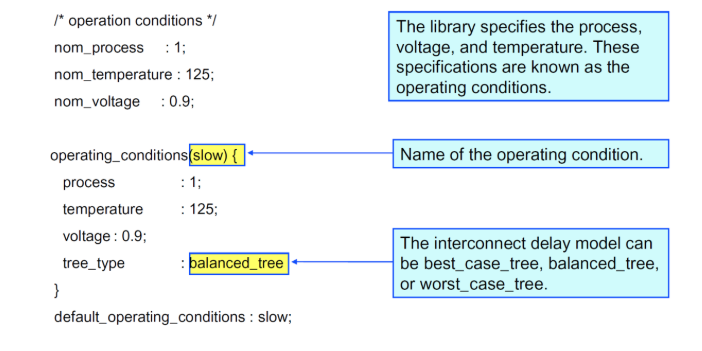 /* operation conditions */
nom_process : 1;
nom_temperature : 125;
nom_voltage : 0.9;
The library specifies the process,
voltage, and temperature. These
specifications are known as the
operating conditions.
operating_conditions(slow) {
Name of the operating condition.
process : 1;
temperature : 125;
voltage : 0.9;
tree_type : balanced_tree
The interconnect delay model can
be best_case_tree, balanced_tree,
or worst_case_tree.
}
default_operating_conditions : slow;